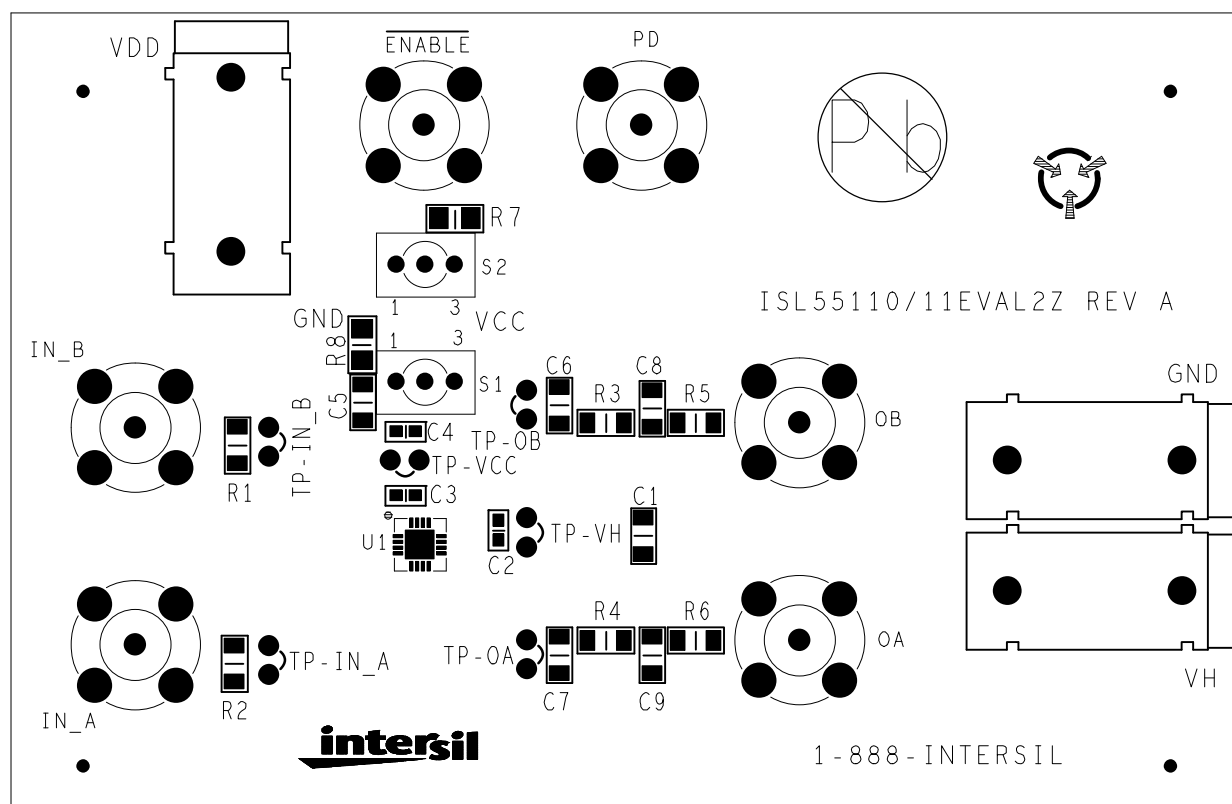 VDD
ENABLE
PD
Pb
R7
S2
1 3
GND
VCC
R8
1 3
S1
C5
ISL55110/11EVAL2Z REV A
IN_B
C6
C8
R3
R5
GND
OB
TP-IN_B
R1
C4
TP-OB
TP-VCC
C3
C1
U1
C2
TP-VH
R4
R6
OA
TP-IN_A
TP-OA
R2
C7
C9
VH
IN_A
intersil
1-888-INTERSIL